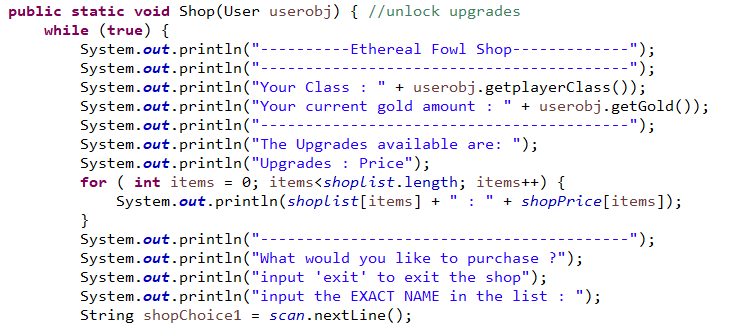 public static void Shop(User userobj) { //unlock upgrades
while (true) {
System.out.println("----------Ethereal Fowl Shop-------------");
System.out.println("-----------------------------------------");
System.out.println("Your Class : " + userobj.getplayerClass());
System.out.println("Your current gold amount : " + userobj.getGold());
System.out.println("-----------------------------------------");
System.out.println("The Upgrades available are: ");
System.out.println("Upgrades : Price");
for ( int items = 0; items<shoplist.length; items++) {
System.out.println(shoplist[items] + " : " + shopPrice[items]);
}
System.out.println("-----------------------------------------");
System.out.println("What would you like to purchase ?");
System.out.println("input 'exit' to exit the shop");
System.out.println("input the EXACT NAME in the list : ");
String shopChoice1 = scan.nextLine();